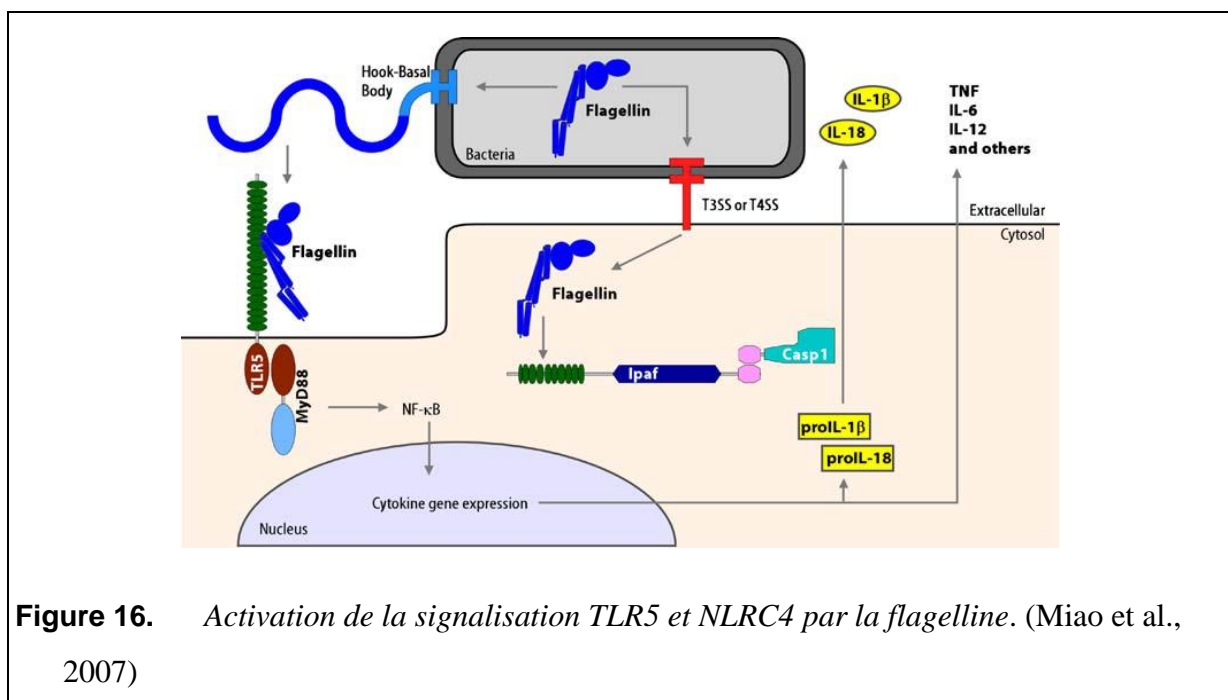 Hook-Basal
Body
Flagellin
Bacteria
IL-1β
IL-18
TNF
IL-6
IL-12
and others
T3SS or T4SS
Extracellular
Cytosol
Flagellin
Flagellin
Ipaf
Casp1
TLR5
MyD88
NF-κB
proIL-1β
proIL-18
Cytokine gene expression
Nucleus
Figure 16. Activation de la signalisation TLR5 et NLRC4 par la flagelline. (Miao et al.,
2007)